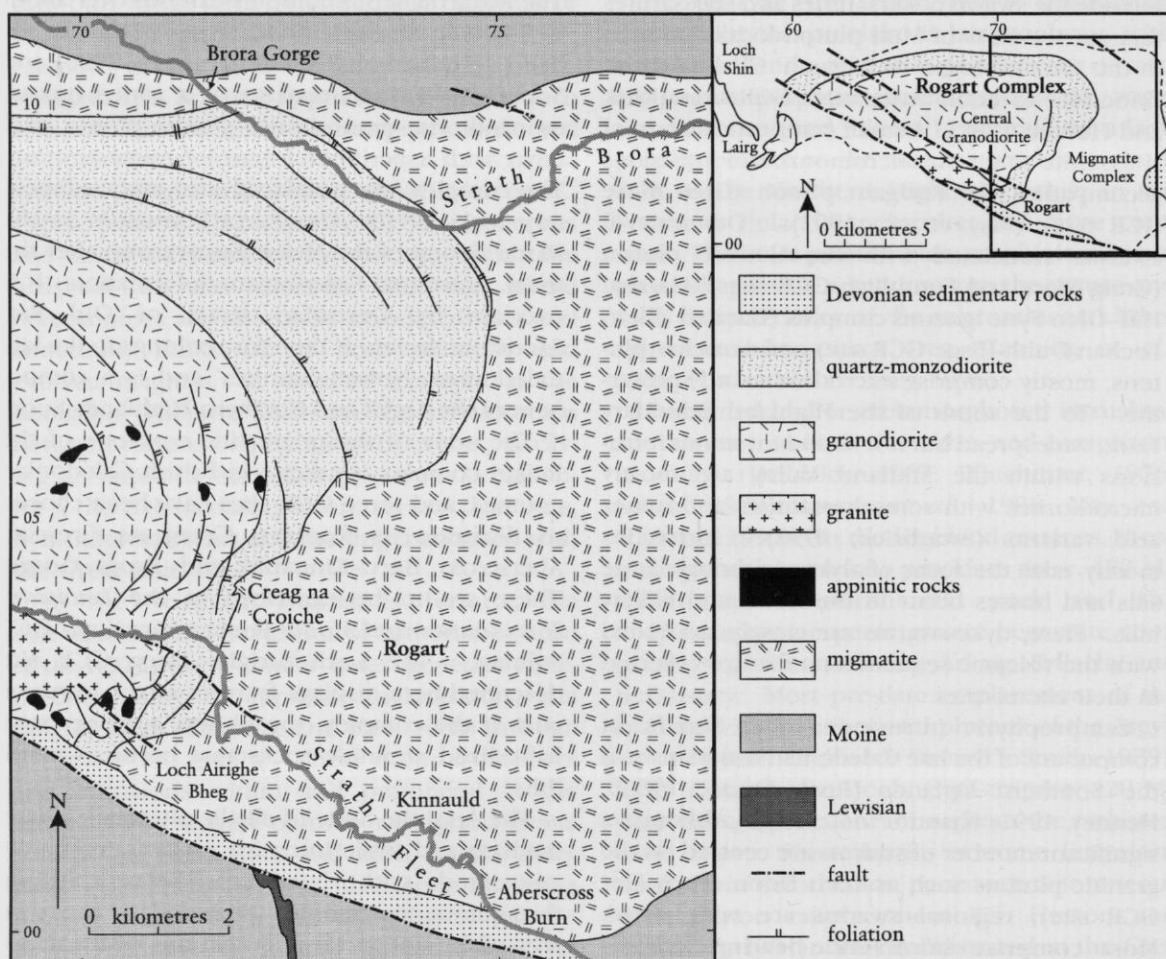 70
75
Brora Gorge
10
Strath Brora
05
Creag na
Croiche
Rogart
Loch Airighe
Bheg
Strath Fleet
Kinnauld
Aberscross
Burn
N
0 kilometres 2
00
60
70
Loch
Shin
Rogart Complex
Central
Granodiorite
Lairg
Migmatite
Complex
N
Rogart
00
0 kilometres 5
Devonian sedimentary rocks
quartz-monzodiorite
granodiorite
granite
appinitic rocks
migmatite
Moine
Lewisian
fault
foliation